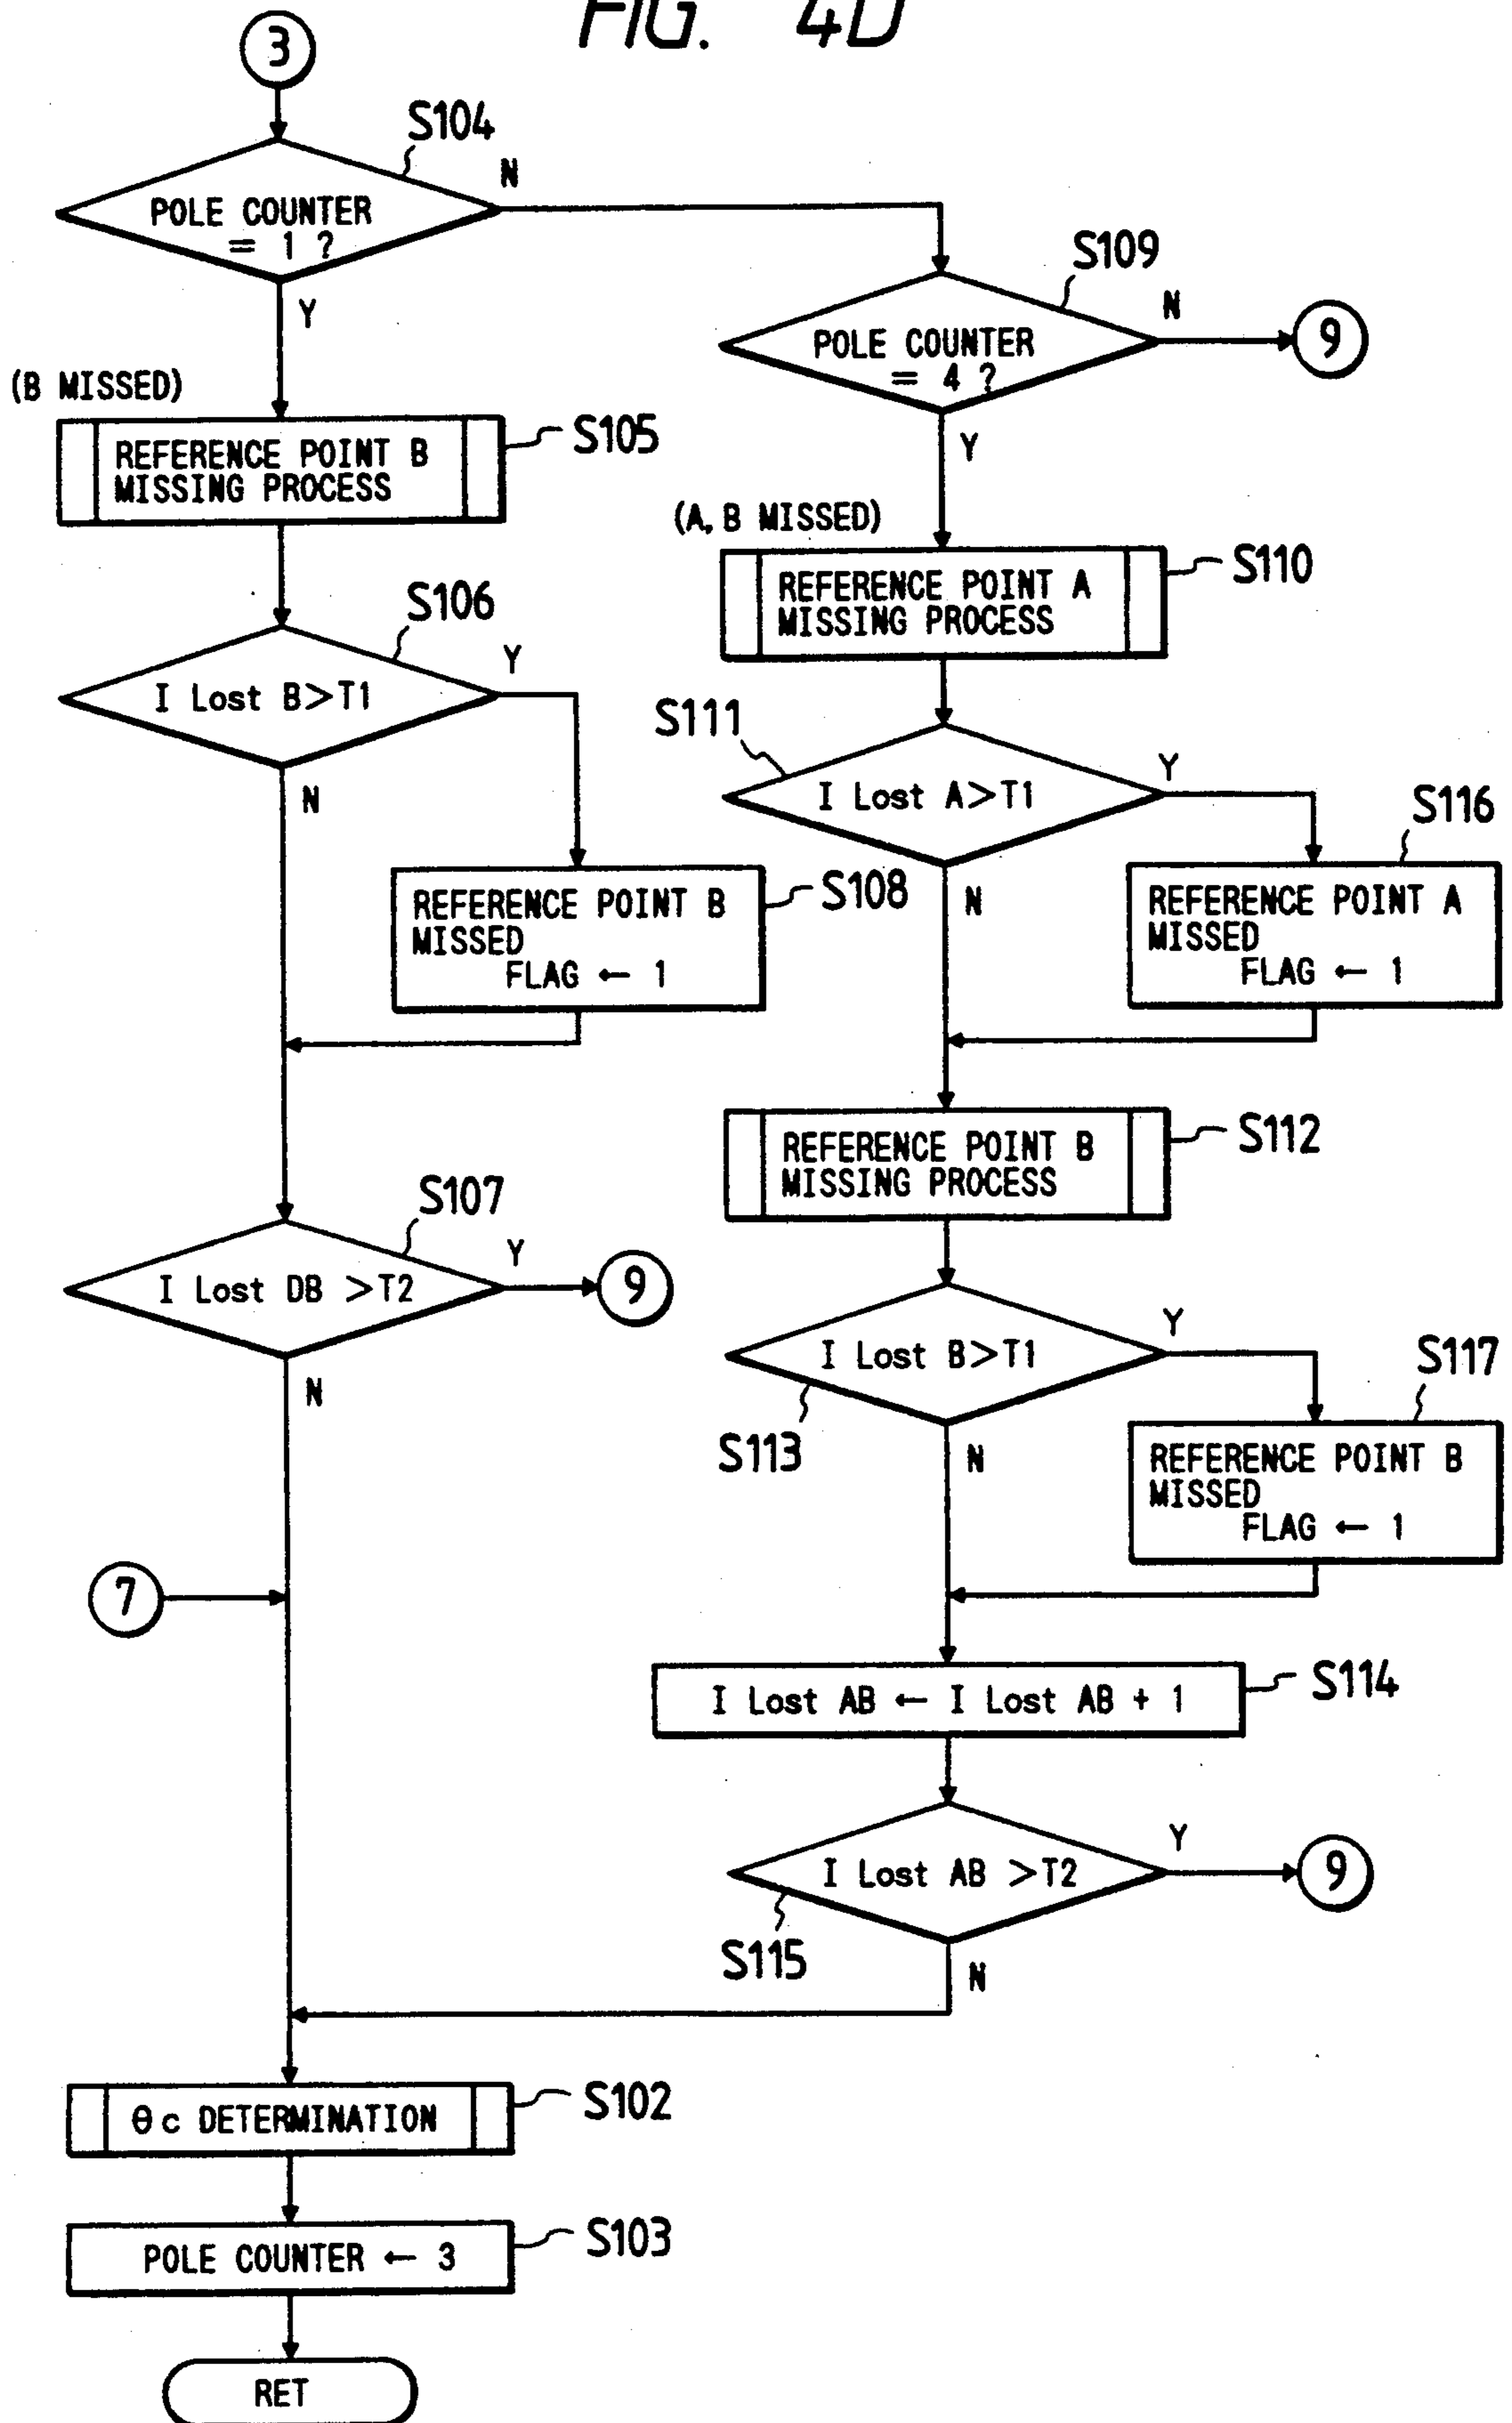 FIG. 4D
3
S104
N
POLE COUNTER
= 1 ?
Y
S109
N
POLE COUNTER
= 4 ?
9
Y
(B MISSED)
REFERENCE POINT B
MISSING PROCESS
S105
(A, B MISSED)
REFERENCE POINT A
MISSING PROCESS
S110
S106
Y
I Lost B>T1
N
S111
Y
I Lost A>T1
N
S116
REFERENCE POINT B
MISSED
FLAG ← 1
S108
REFERENCE POINT A
MISSED
FLAG ← 1
REFERENCE POINT B
MISSING PROCESS
S112
S107
Y
I Lost DB >T2
9
N
Y
I Lost B>T1
S113
N
S117
REFERENCE POINT B
MISSED
FLAG ← 1
7
I Lost AB ← I Lost AB + 1
S114
Y
I Lost AB >T2
9
S115
N
θc DETERMINATION
S102
POLE COUNTER ← 3
S103
RET